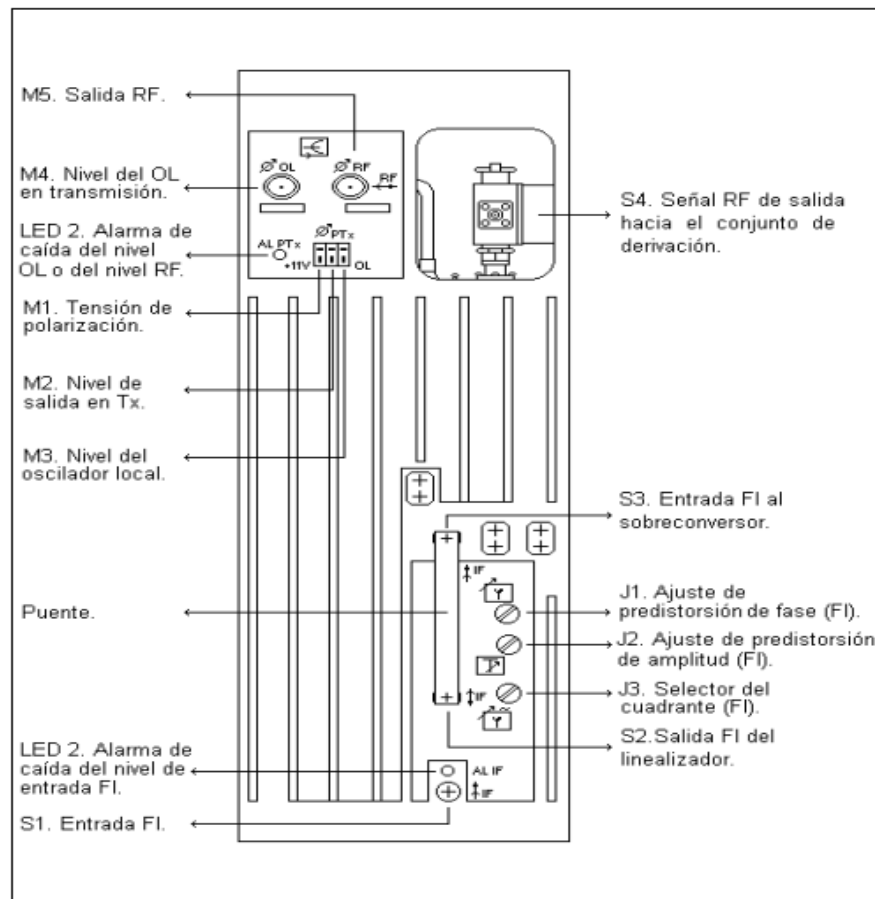 M5. Salida RF.
M4. Nivel del OL
en transmisión.
LED 2. Alarma de
caída del nivel
OL o del nivel RF.
M1. Tensión de
polarización.
M2. Nivel de
salida en Tx.
M3. Nivel del
oscilador local.
Puente.
LED 2. Alarma de
caída del nivel de
entrada FI.
S1. Entrada FI.
OL
RF
RF
PTx
AL PTx
+11V
OL
IF
IF
AL IF
IF
S4. Señal RF de salida
hacia el conjunto de
derivación.
S3. Entrada FI al
sobreconversor.
J1. Ajuste de
predistorsión de fase (FI).
J2. Ajuste de predistorsión
de amplitud (FI).
J3. Selector del
cuadrante (FI).
S2.Salida FI del
linealizador.